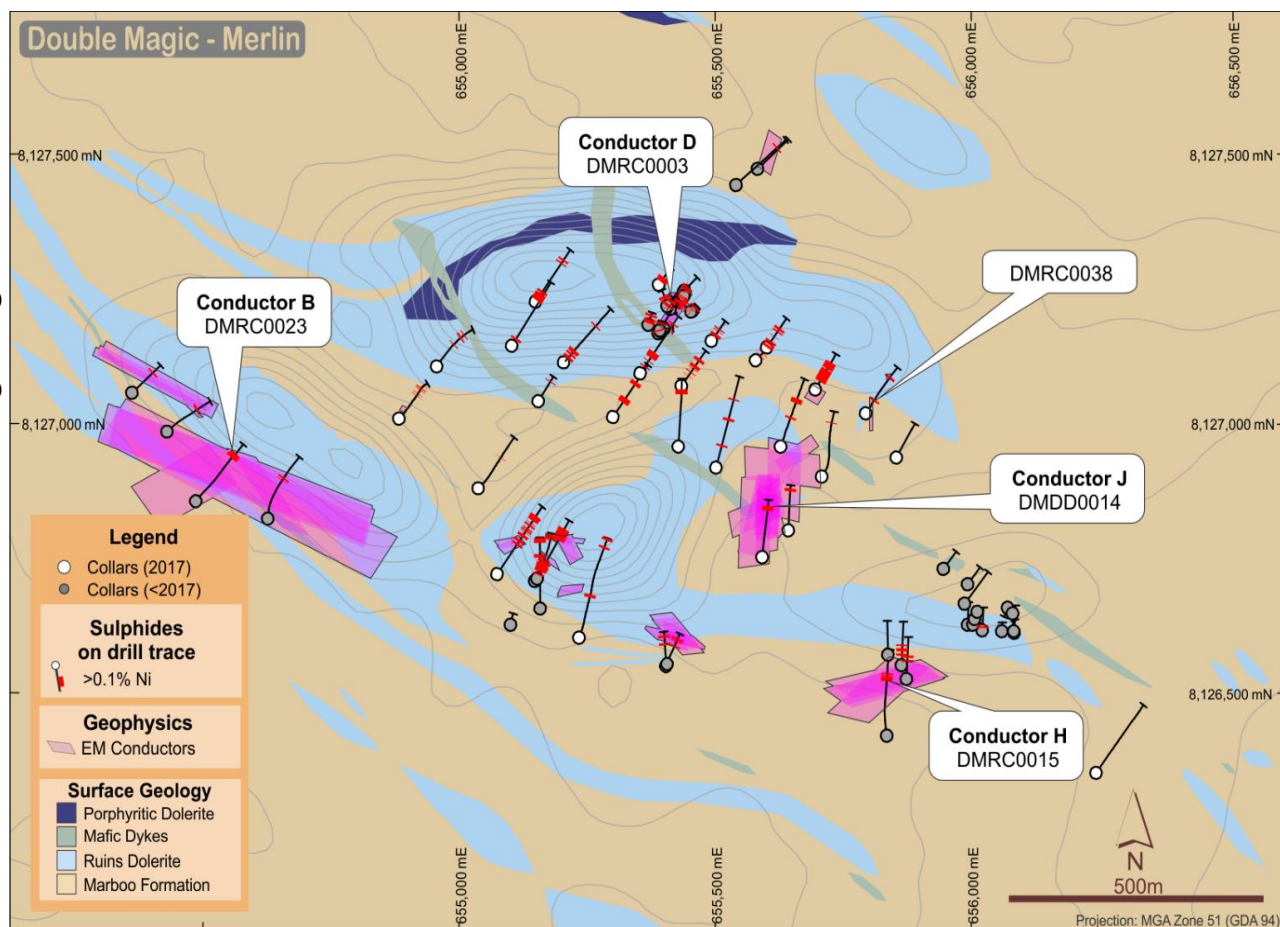 Double Magic - Merlin
655,000 mE
655,500 mE
656,000 mE
656,500 mE
8,127,500 mN
8,127,500 mN
Conductor D
DMRC0003
DMRC0038
Conductor B
DMRC0023
8,127,000 mN
8,127,000 mN
Conductor J
DMDD0014
Legend
Collars (2017)
Collars (<2017)
Sulphides
on drill trace
>0.1% Ni
Geophysics
EM Conductors
Surface Geology
Porphyritic Dolerite
Mafic Dykes
Ruins Dolerite
Marboo Formation
8,126,500 mN
Conductor H
DMRC0015
655,000 mE
655,500 mE
656,000 mE
N
500m
Projection: MGA Zone 51 (GDA 94)